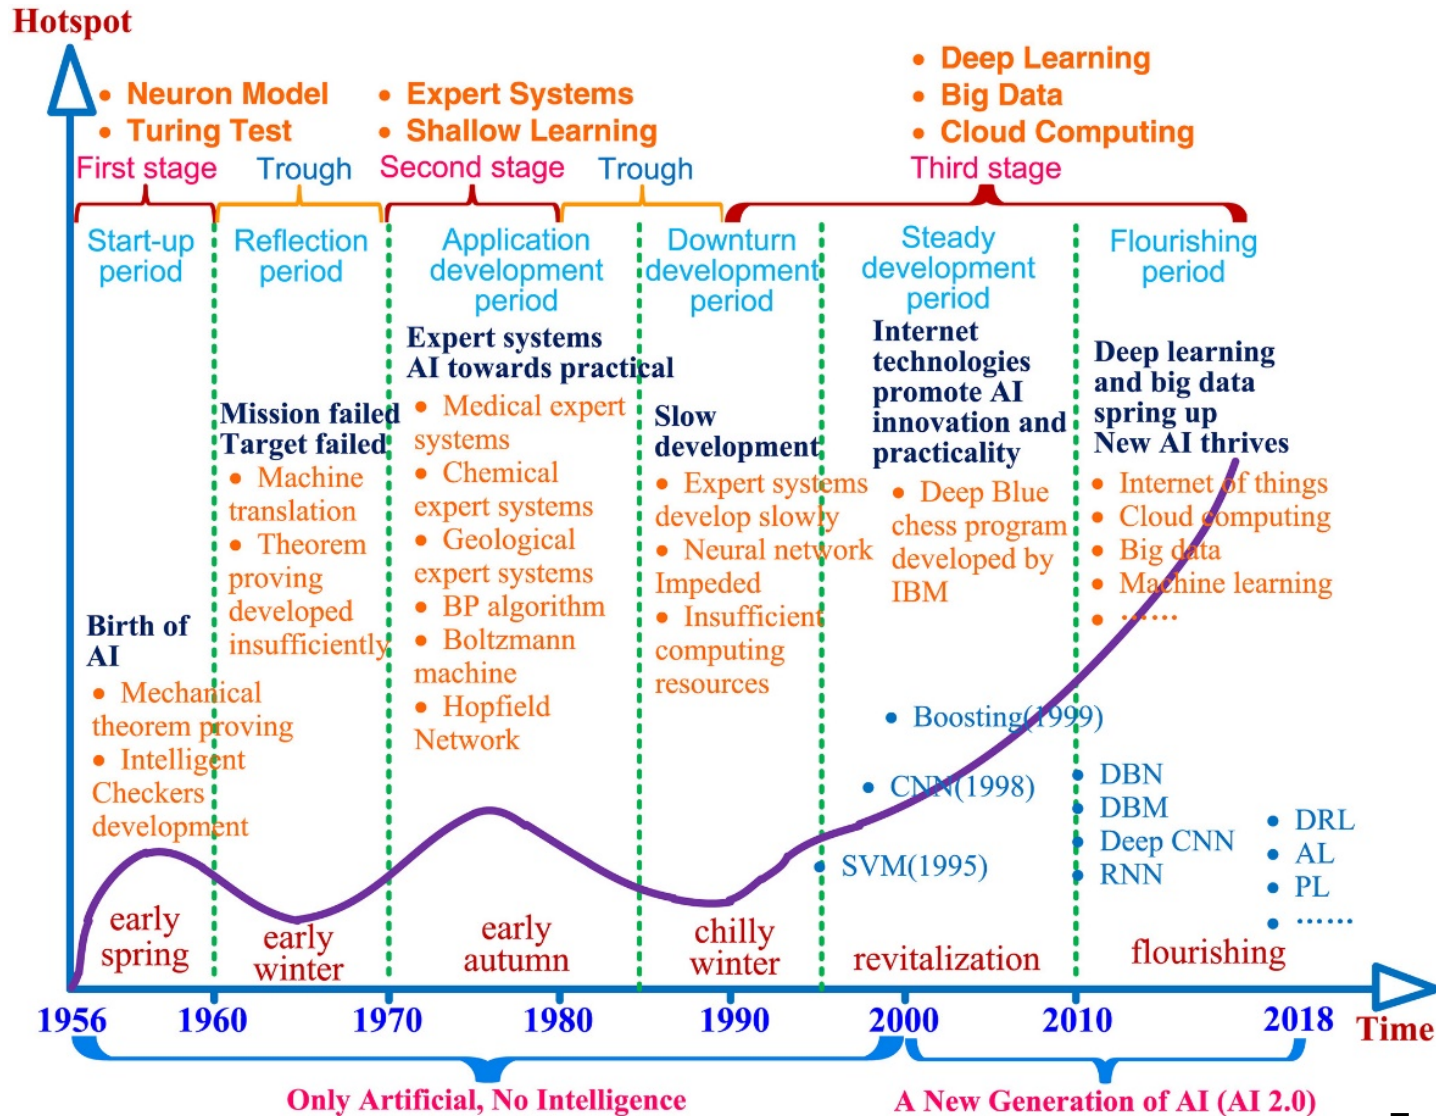 Hotspot
• Neuron Model
• Turing Test
• Expert Systems
• Shallow Learning
• Deep Learning
• Big Data
• Cloud Computing
First stage
Trough
Second stage
Trough
Third stage
Start-up
period
Reflection
period
Application
development
period
Downturn
development
period
Steady
development
period
Flourishing
period
Birth of
AI
• Mechanical
theorem proving
• Intelligent
Checkers
development
Mission failed
Target failed
• Machine
translation
• Theorem
proving
developed
insufficiently
Expert systems
AI towards practical
• Medical expert
systems
• Chemical
expert systems
• Geological
expert systems
• BP algorithm
• Boltzmann
machine
• Hopfield
Network
Slow
development
• Expert systems
develop slowly
• Neural network
Impeded
• Insufficient
computing
resources
Internet
technologies
promote AI
innovation and
practicality
• Deep Blue
chess program
developed by
IBM
Deep learning
and big data
spring up
New AI thrives
• Internet of things
• Cloud computing
• Big data
• Machine learning
• ……
• Boosting(1999)
• CNN(1998)
• SVM(1995)
• DBN
• DBM
• Deep CNN
• RNN
• DRL
• AL
• PL
• ……
early
spring
early
winter
early
autumn
chilly
winter
revitalization
flourishing
1956 1960 1970 1980 1990 2000 2010 2018 Time
Only Artificial, No Intelligence
A New Generation of AI (AI 2.0)